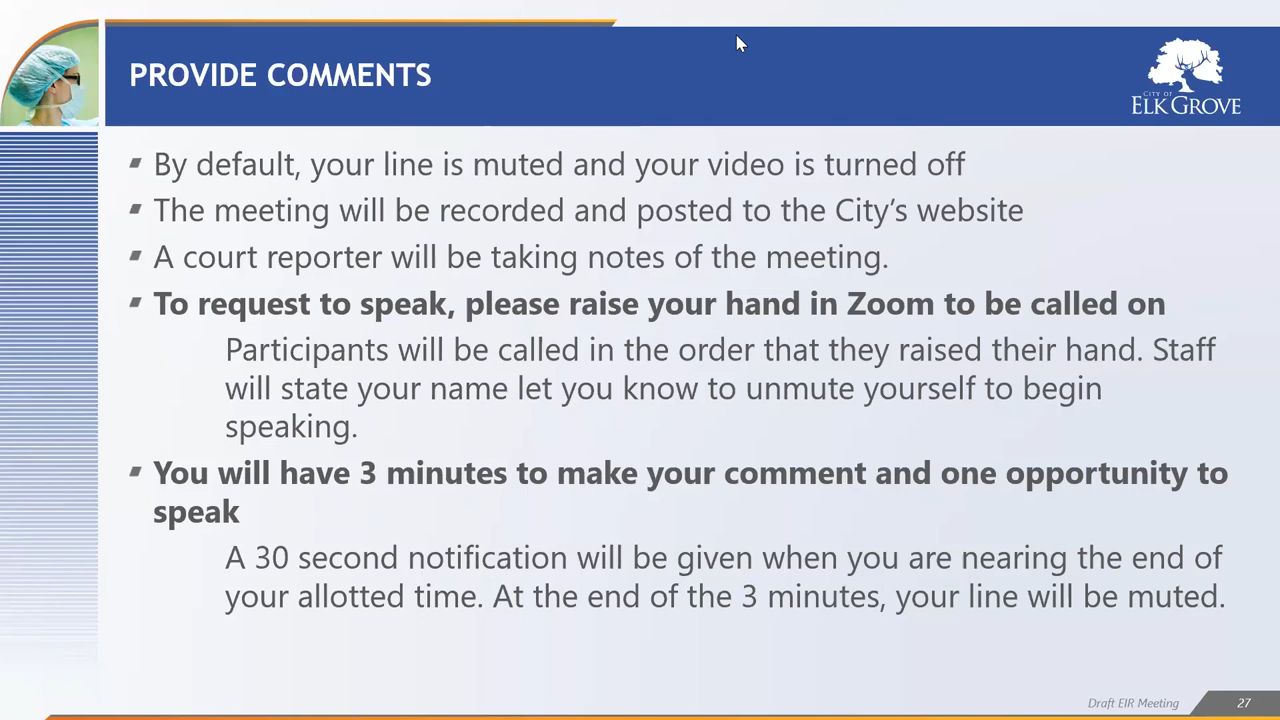 PROVIDE COMMENTS
CITY OF
ELK GROVE
By default, your line is muted and your video is turned off
The meeting will be recorded and posted to the City’s website
A court reporter will be taking notes of the meeting.
To request to speak, please raise your hand in Zoom to be called on
Participants will be called in the order that they raised their hand. Staff
will state your name let you know to unmute yourself to begin
speaking.
You will have 3 minutes to make your comment and one opportunity to
speak
A 30 second notification will be given when you are nearing the end of
your allotted time. At the end of the 3 minutes, your line will be muted.
Draft EIR Meeting
27